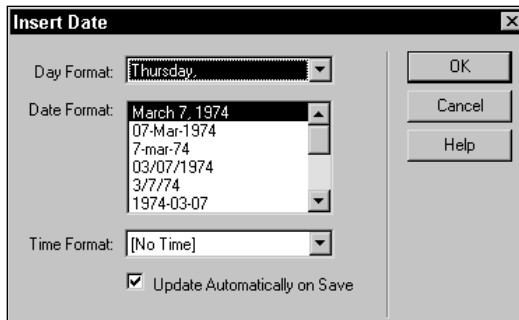 Insert Date
Day Format: Thursday,
OK
Date Format: March 7, 1974
07-Mar-1974
7-mar-74
03/07/1974
3/7/74
1974-03-07
Cancel
Help
Time Format: [No Time]
Update Automatically on Save